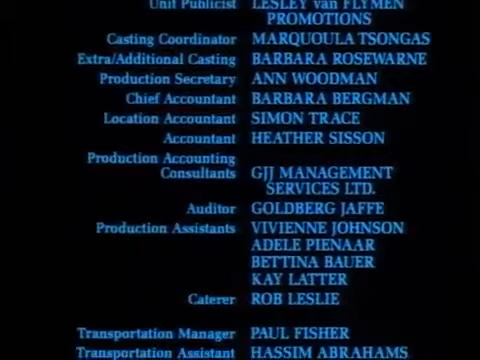 Unit Publicist LESLEY van FLYMEN
PROMOTIONS
Casting Coordinator MARQUOULA TSONGAS
Extra/Additional Casting BARBARA ROSEWARNE
Production Secretary ANN WOODMAN
Chief Accountant BARBARA BERGMAN
Location Accountant SIMON TRACE
Accountant HEATHER SISSON
Production Accounting
Consultants GJJ MANAGEMENT
SERVICES LTD.
Auditor GOLDBERG JAFFE
Production Assistants VIVIENNE JOHNSON
ADELE PIENAAR
BETTINA BAUER
KAY LATTER
Caterer ROB LESLIE
Transportation Manager PAUL FISHER
Transportation Assistant HASSIM ABRAHAMS